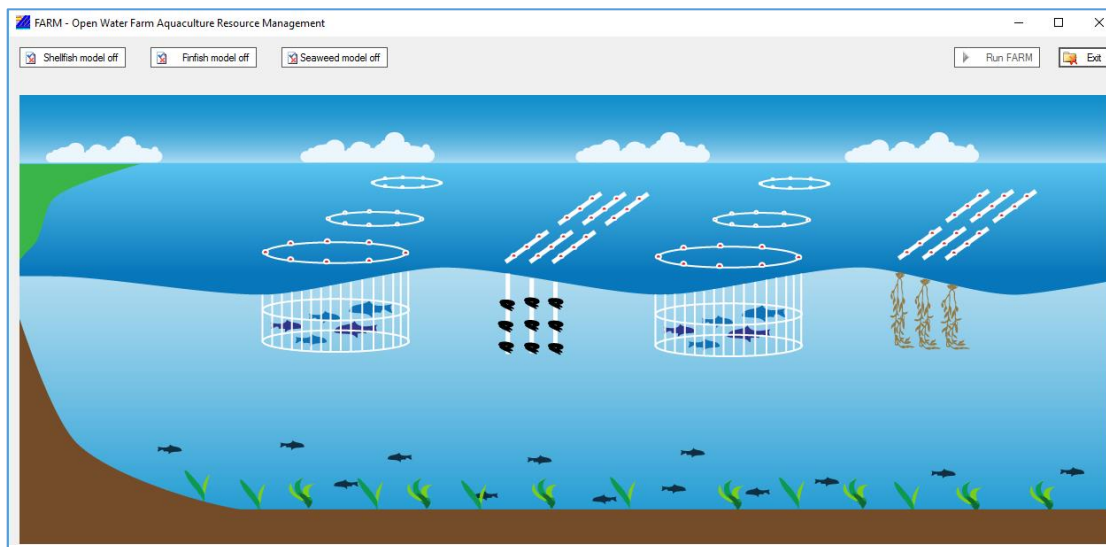 FARM - Open Water Farm Aquaculture Resource Management
Shellfish model off
Finfish model off
Seaweed model off
Run FARM
Exit